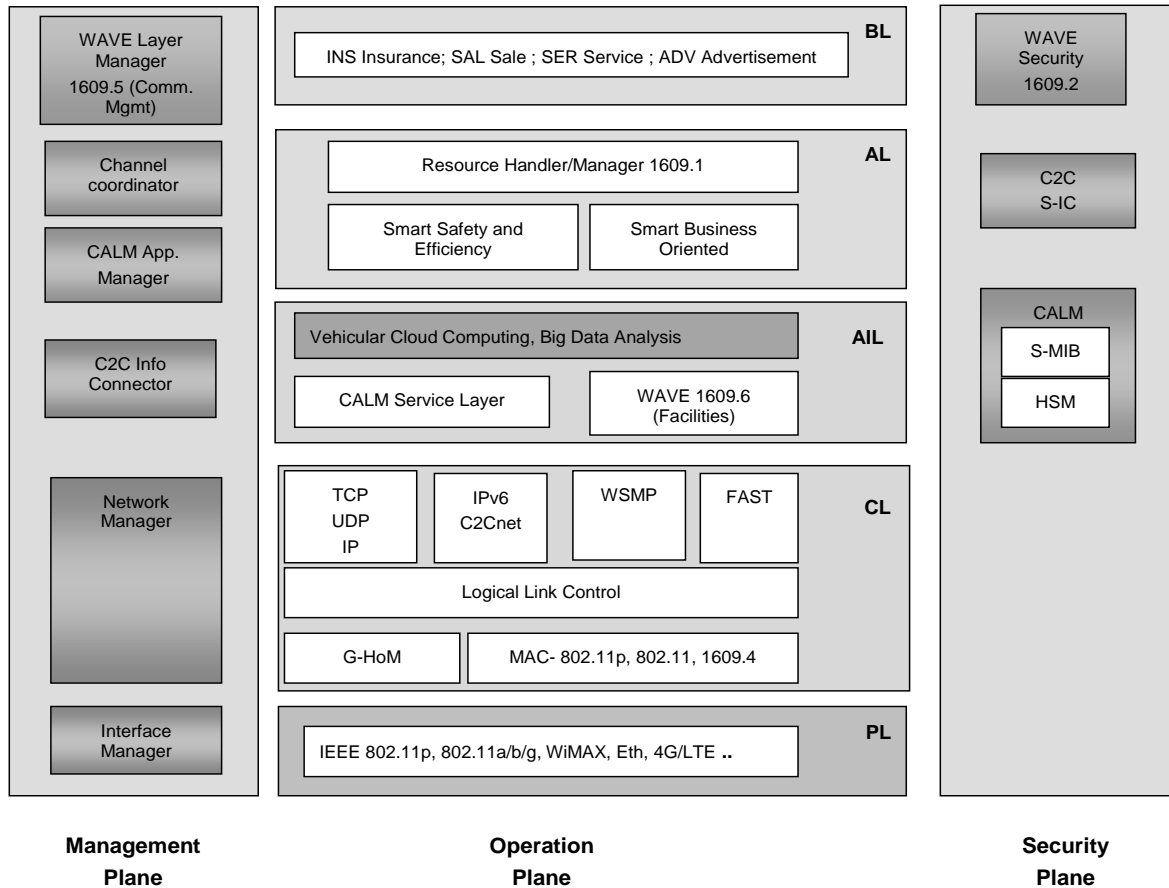 WAVE Layer
Manager
1609.5 (Comm.
Mgmt)
Channel
coordinator
CALM App.
Manager
C2C Info
Connector
Network
Manager
Interface
Manager
BL
INS Insurance; SAL Sale ; SER Service ; ADV Advertisement
AL
Resource Handler/Manager 1609.1
Smart Safety and
Efficiency
Smart Business
Oriented
AIL
Vehicular Cloud Computing, Big Data Analysis
CALM Service Layer
WAVE 1609.6
(Facilities)
CL
TCP
UDP
IP
IPv6
C2Cnet
WSMP
FAST
Logical Link Control
G-HoM
MAC- 802.11p, 802.11, 1609.4
PL
IEEE 802.11p, 802.11a/b/g, WiMAX, Eth, 4G/LTE ..
WAVE
Security
1609.2
C2C
S-IC
CALM
S-MIB
HSM
Management
Plane
Operation
Plane
Security
Plane